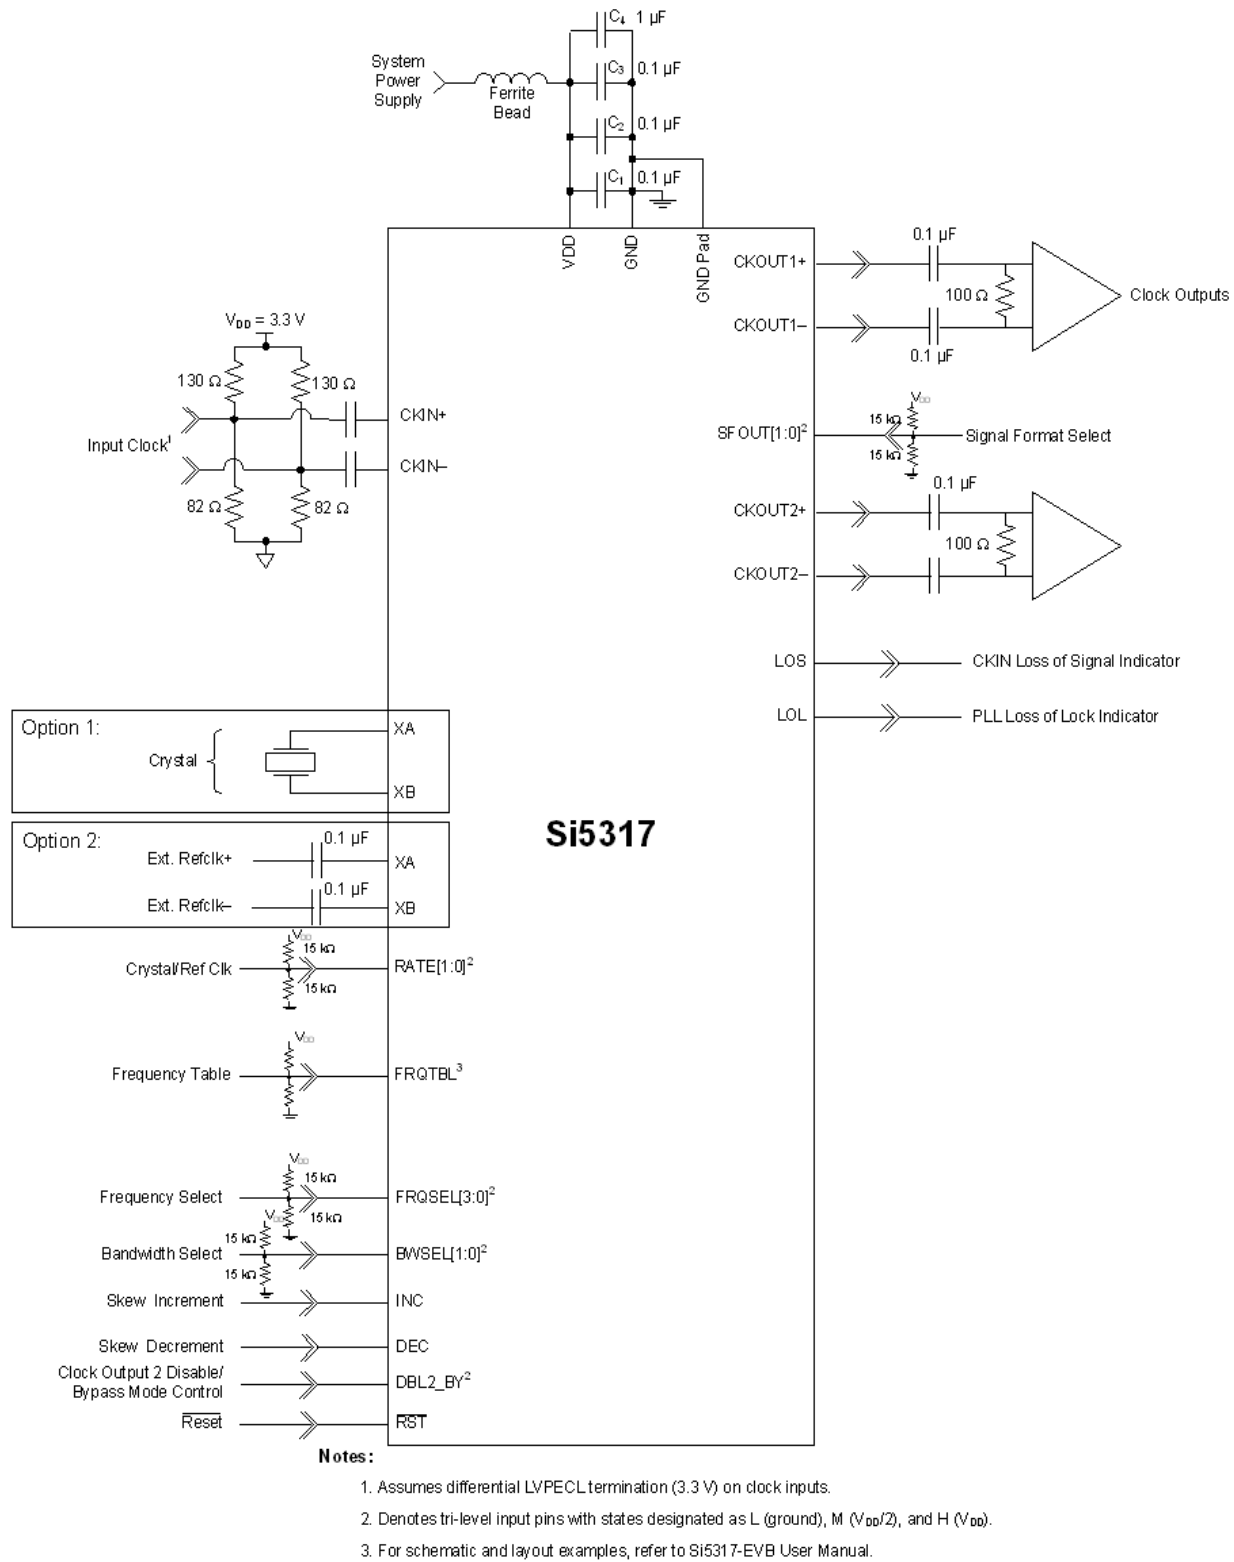 C4 1 µF
System
Power
Supply
Ferrite
Bead
C3 0.1 µF
C2 0.1 µF
C1 0.1 µF
VDD
GND
GND Pad
VDD = 3.3 V
130 Ω
130 Ω
Input Clock1
82 Ω
82 Ω
CKIN+
CKIN–
CKOUT1+
0.1 µF
100 Ω
Clock Outputs
CKOUT1–
0.1 µF
SFOUT[1:0]2
VDD
15 kΩ
15 kΩ
Signal Format Select
CKOUT2+
0.1 µF
100 Ω
CKOUT2–
LOS
CKIN Loss of Signal Indicator
LOL
PLL Loss of Lock Indicator
Option 1:
Crystal
XA
XB
Si5317
Option 2:
0.1 µF
Ext. Refclk+
XA
0.1 µF
Ext. Refclk–
XB
VDD
15 kΩ
Crystal/Ref Clk
RATE[1:0]2
15 kΩ
VDD
Frequency Table
FRQTBL3
VDD
15 kΩ
Frequency Select
FRQSEL[3:0]2
15 kΩ
VDD
15 kΩ
Bandwidth Select
BWSEL[1:0]2
15 kΩ
Skew Increment
INC
Skew Decrement
DEC
Clock Output 2 Disable/
Bypass Mode Control
DBL2_BY2
Reset
RST
Notes:
1. Assumes differential LVPECL termination (3.3 V) on clock inputs.
2. Denotes tri-level input pins with states designated as L (ground), M (VDD/2), and H (VDD).
3. For schematic and layout examples, refer to Si5317-EVB User Manual.